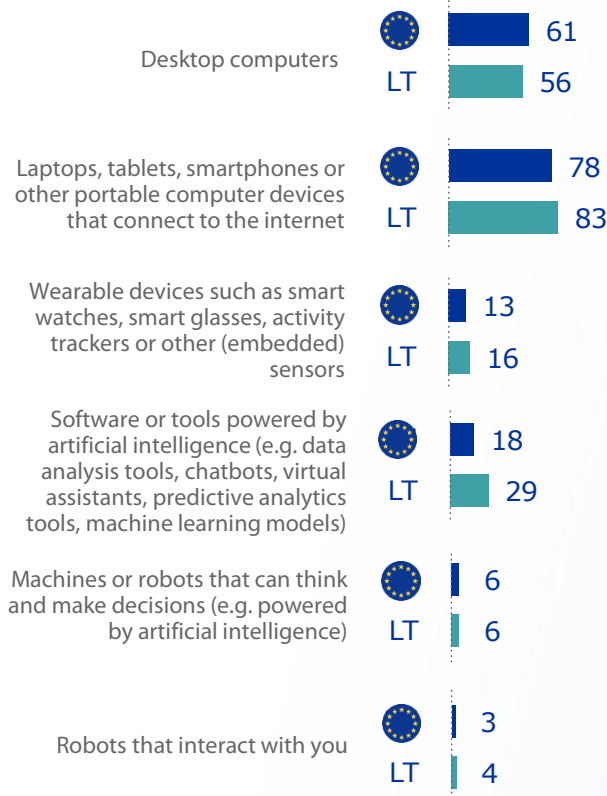 Desktop computers
61
LT
56
Laptops, tablets, smartphones or
other portable computer devices
that connect to the internet
78
LT
83
Wearable devices such as smart
watches, smart glasses, activity
trackers or other (embedded)
sensors
13
LT
16
Software or tools powered by
artificial intelligence (e.g. data
analysis tools, chatbots, virtual
assistants, predictive analytics
tools, machine learning models)
18
LT
29
Machines or robots that can think
and make decisions (e.g. powered
by artificial intelligence)
6
LT
6
Robots that interact with you
3
LT
4